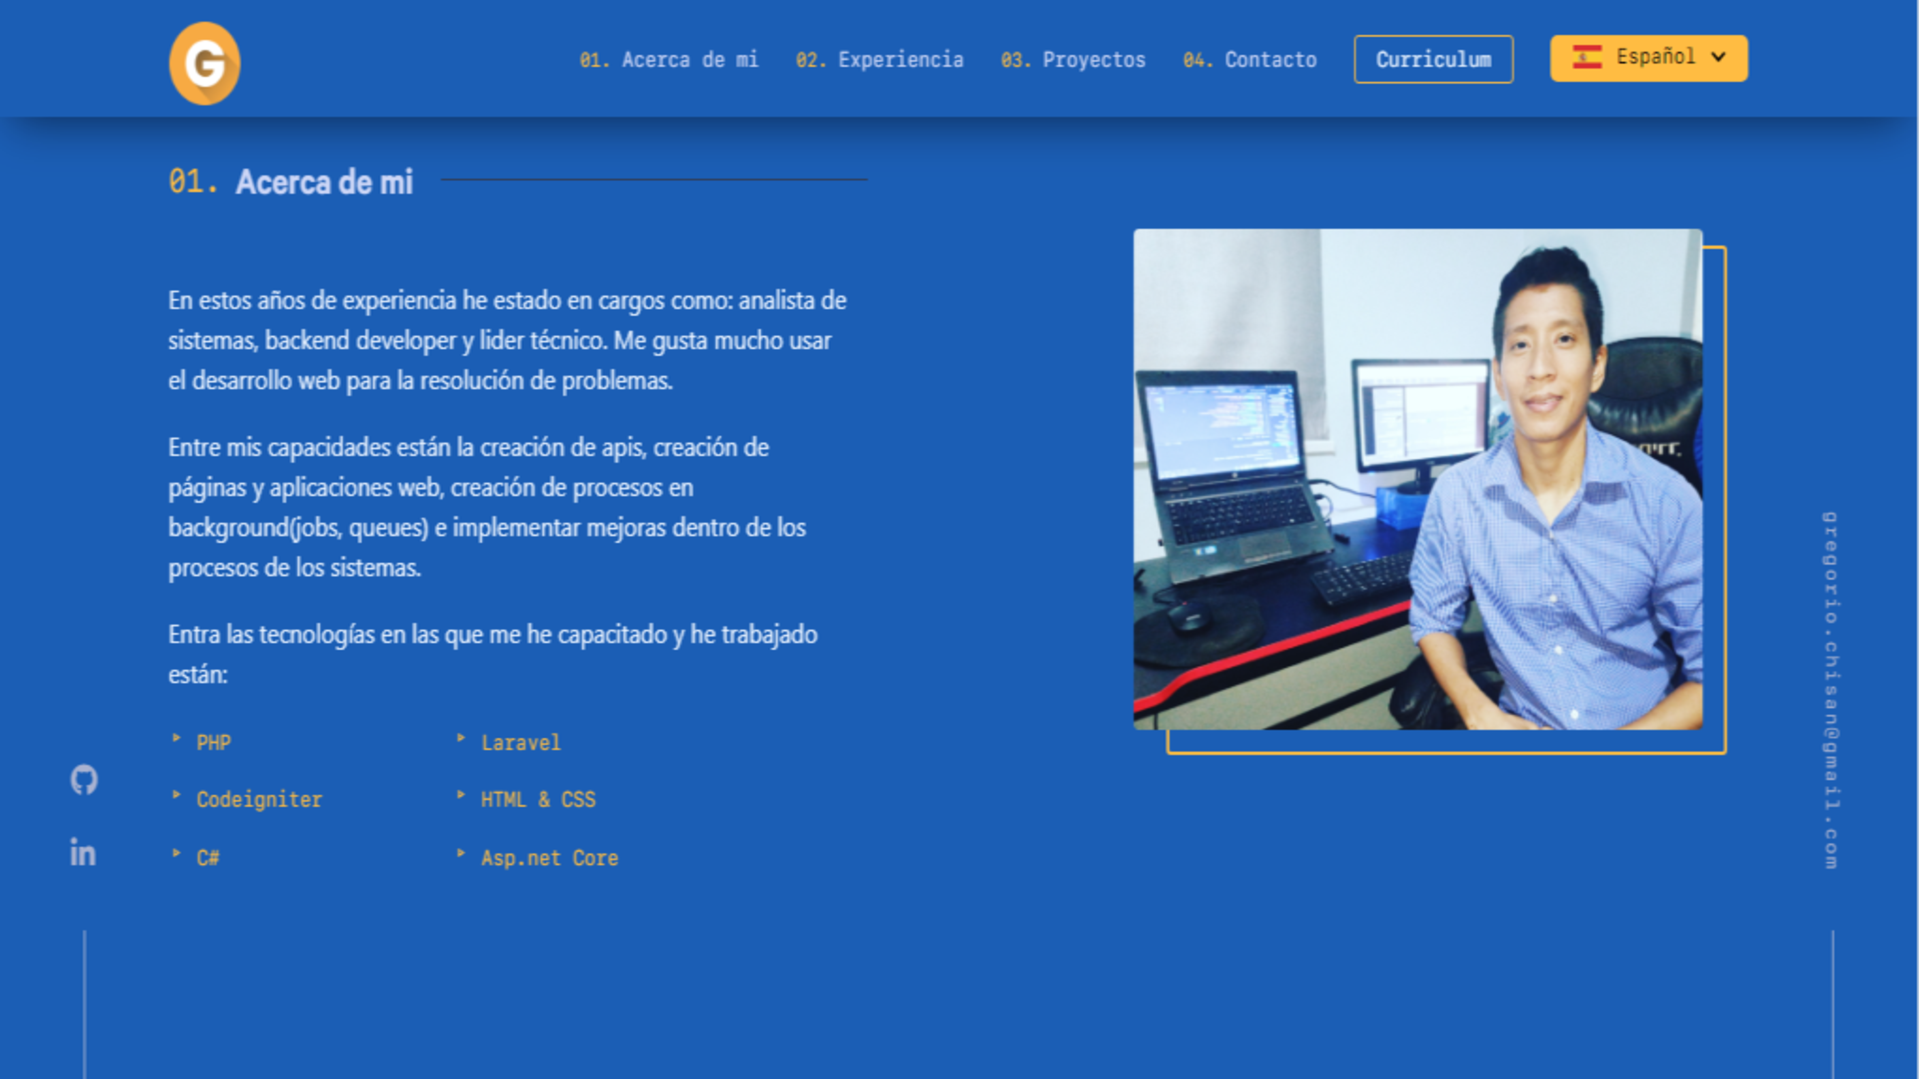 G
01. Acerca de mi
02. Experiencia
03. Proyectos
04. Contacto
Curriculum
Español
01. Acerca de mi
En estos años de experiencia he estado en cargos como: analista de
sistemas, backend developer y lider técnico. Me gusta mucho usar
el desarrollo web para la resolución de problemas.
Entre mis capacidades están la creación de apis, creación de
páginas y aplicaciones web, creación de procesos en
background(jobs, queues) e implementar mejoras dentro de los
procesos de los sistemas.
Entra las tecnologías en las que me he capacitado y he trabajado
están:
PHP
Laravel
Codeigniter
HTML & CSS
C#
Asp.net Core
in
gregorio.chisan@gmail.com